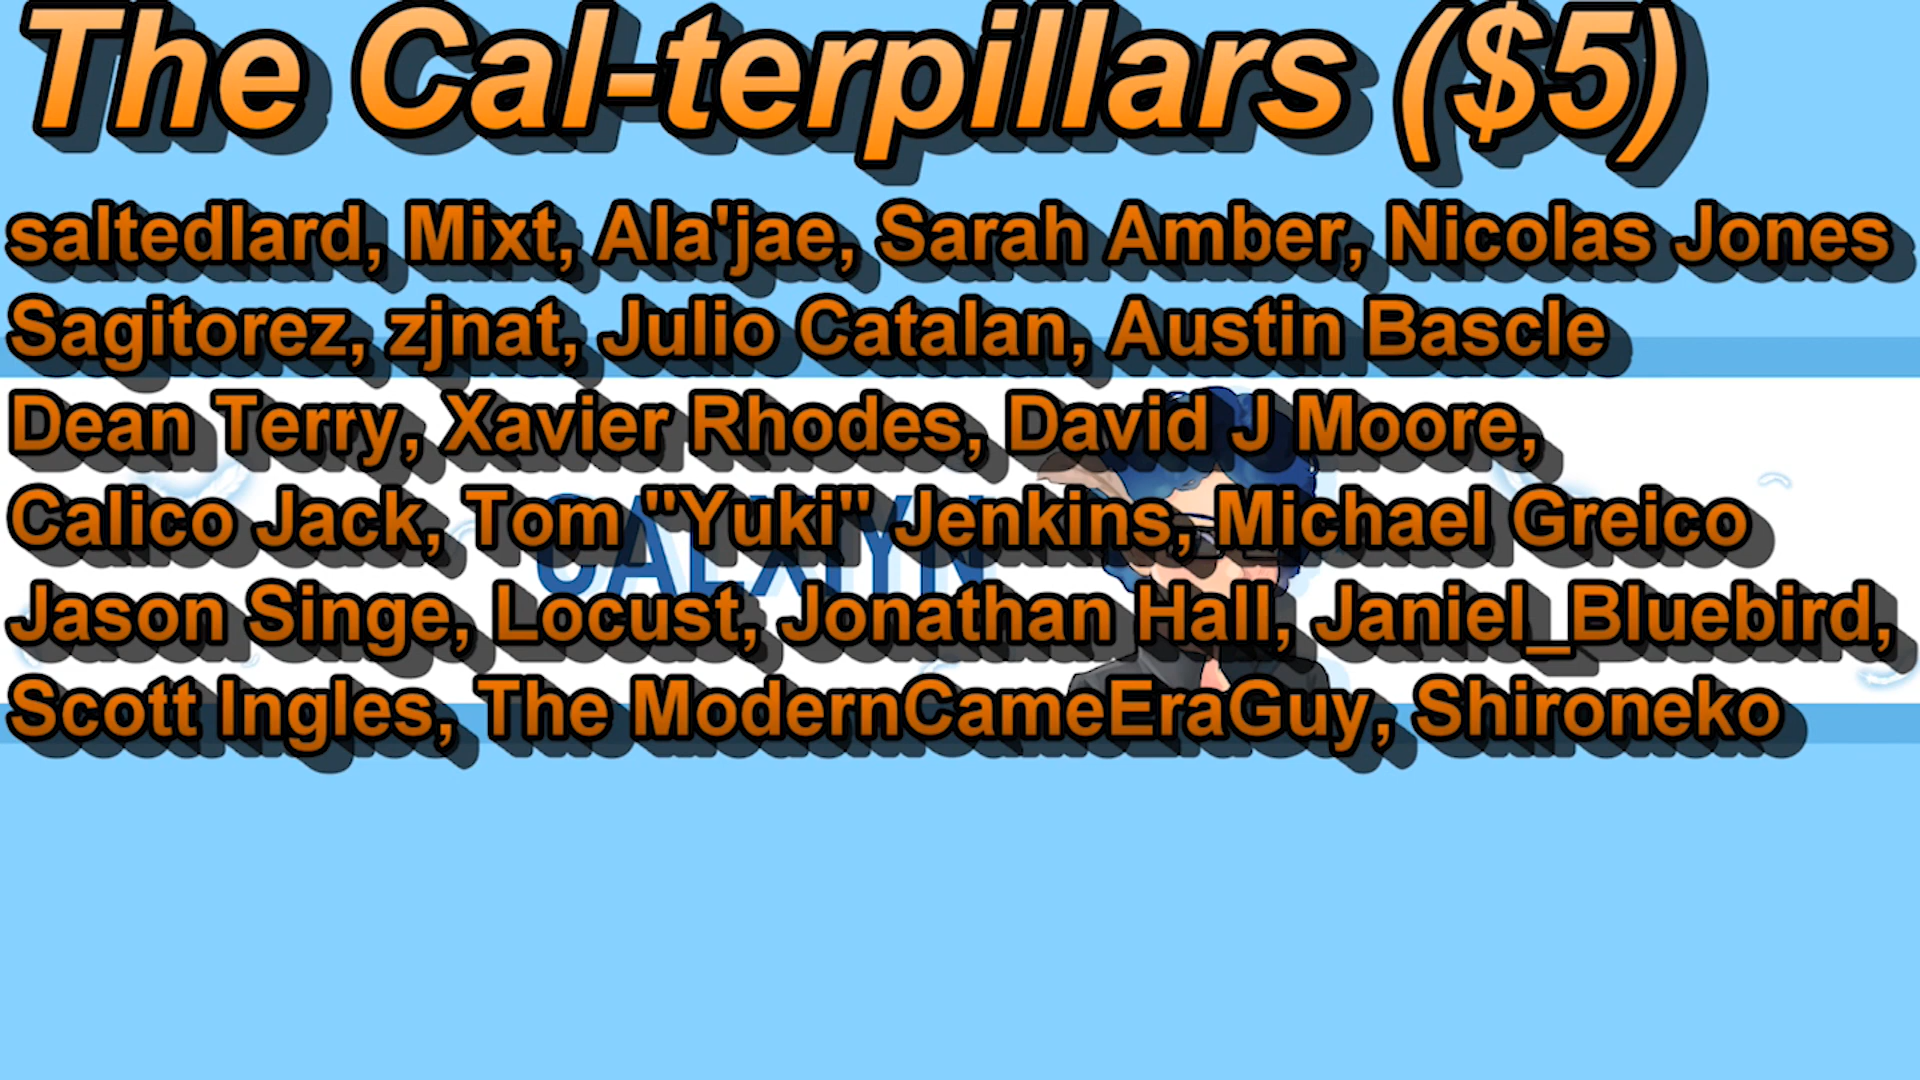 The Cal-terpillars ($5)
saltedlard, Mixt, Ala'jae, Sarah Amber, Nicolas Jones
Sagitorez, zjnat, Julio Catalan, Austin Bascle
Dean Terry, Xavier Rhodes, David J Moore,
Calico Jack, Tom "Yuki" Jenkins, Michael Greico
Jason Singe, Locust, Jonathan Hall, Janiel_Bluebird,
Scott Ingles, The ModernCameEraGuy, Shironeko